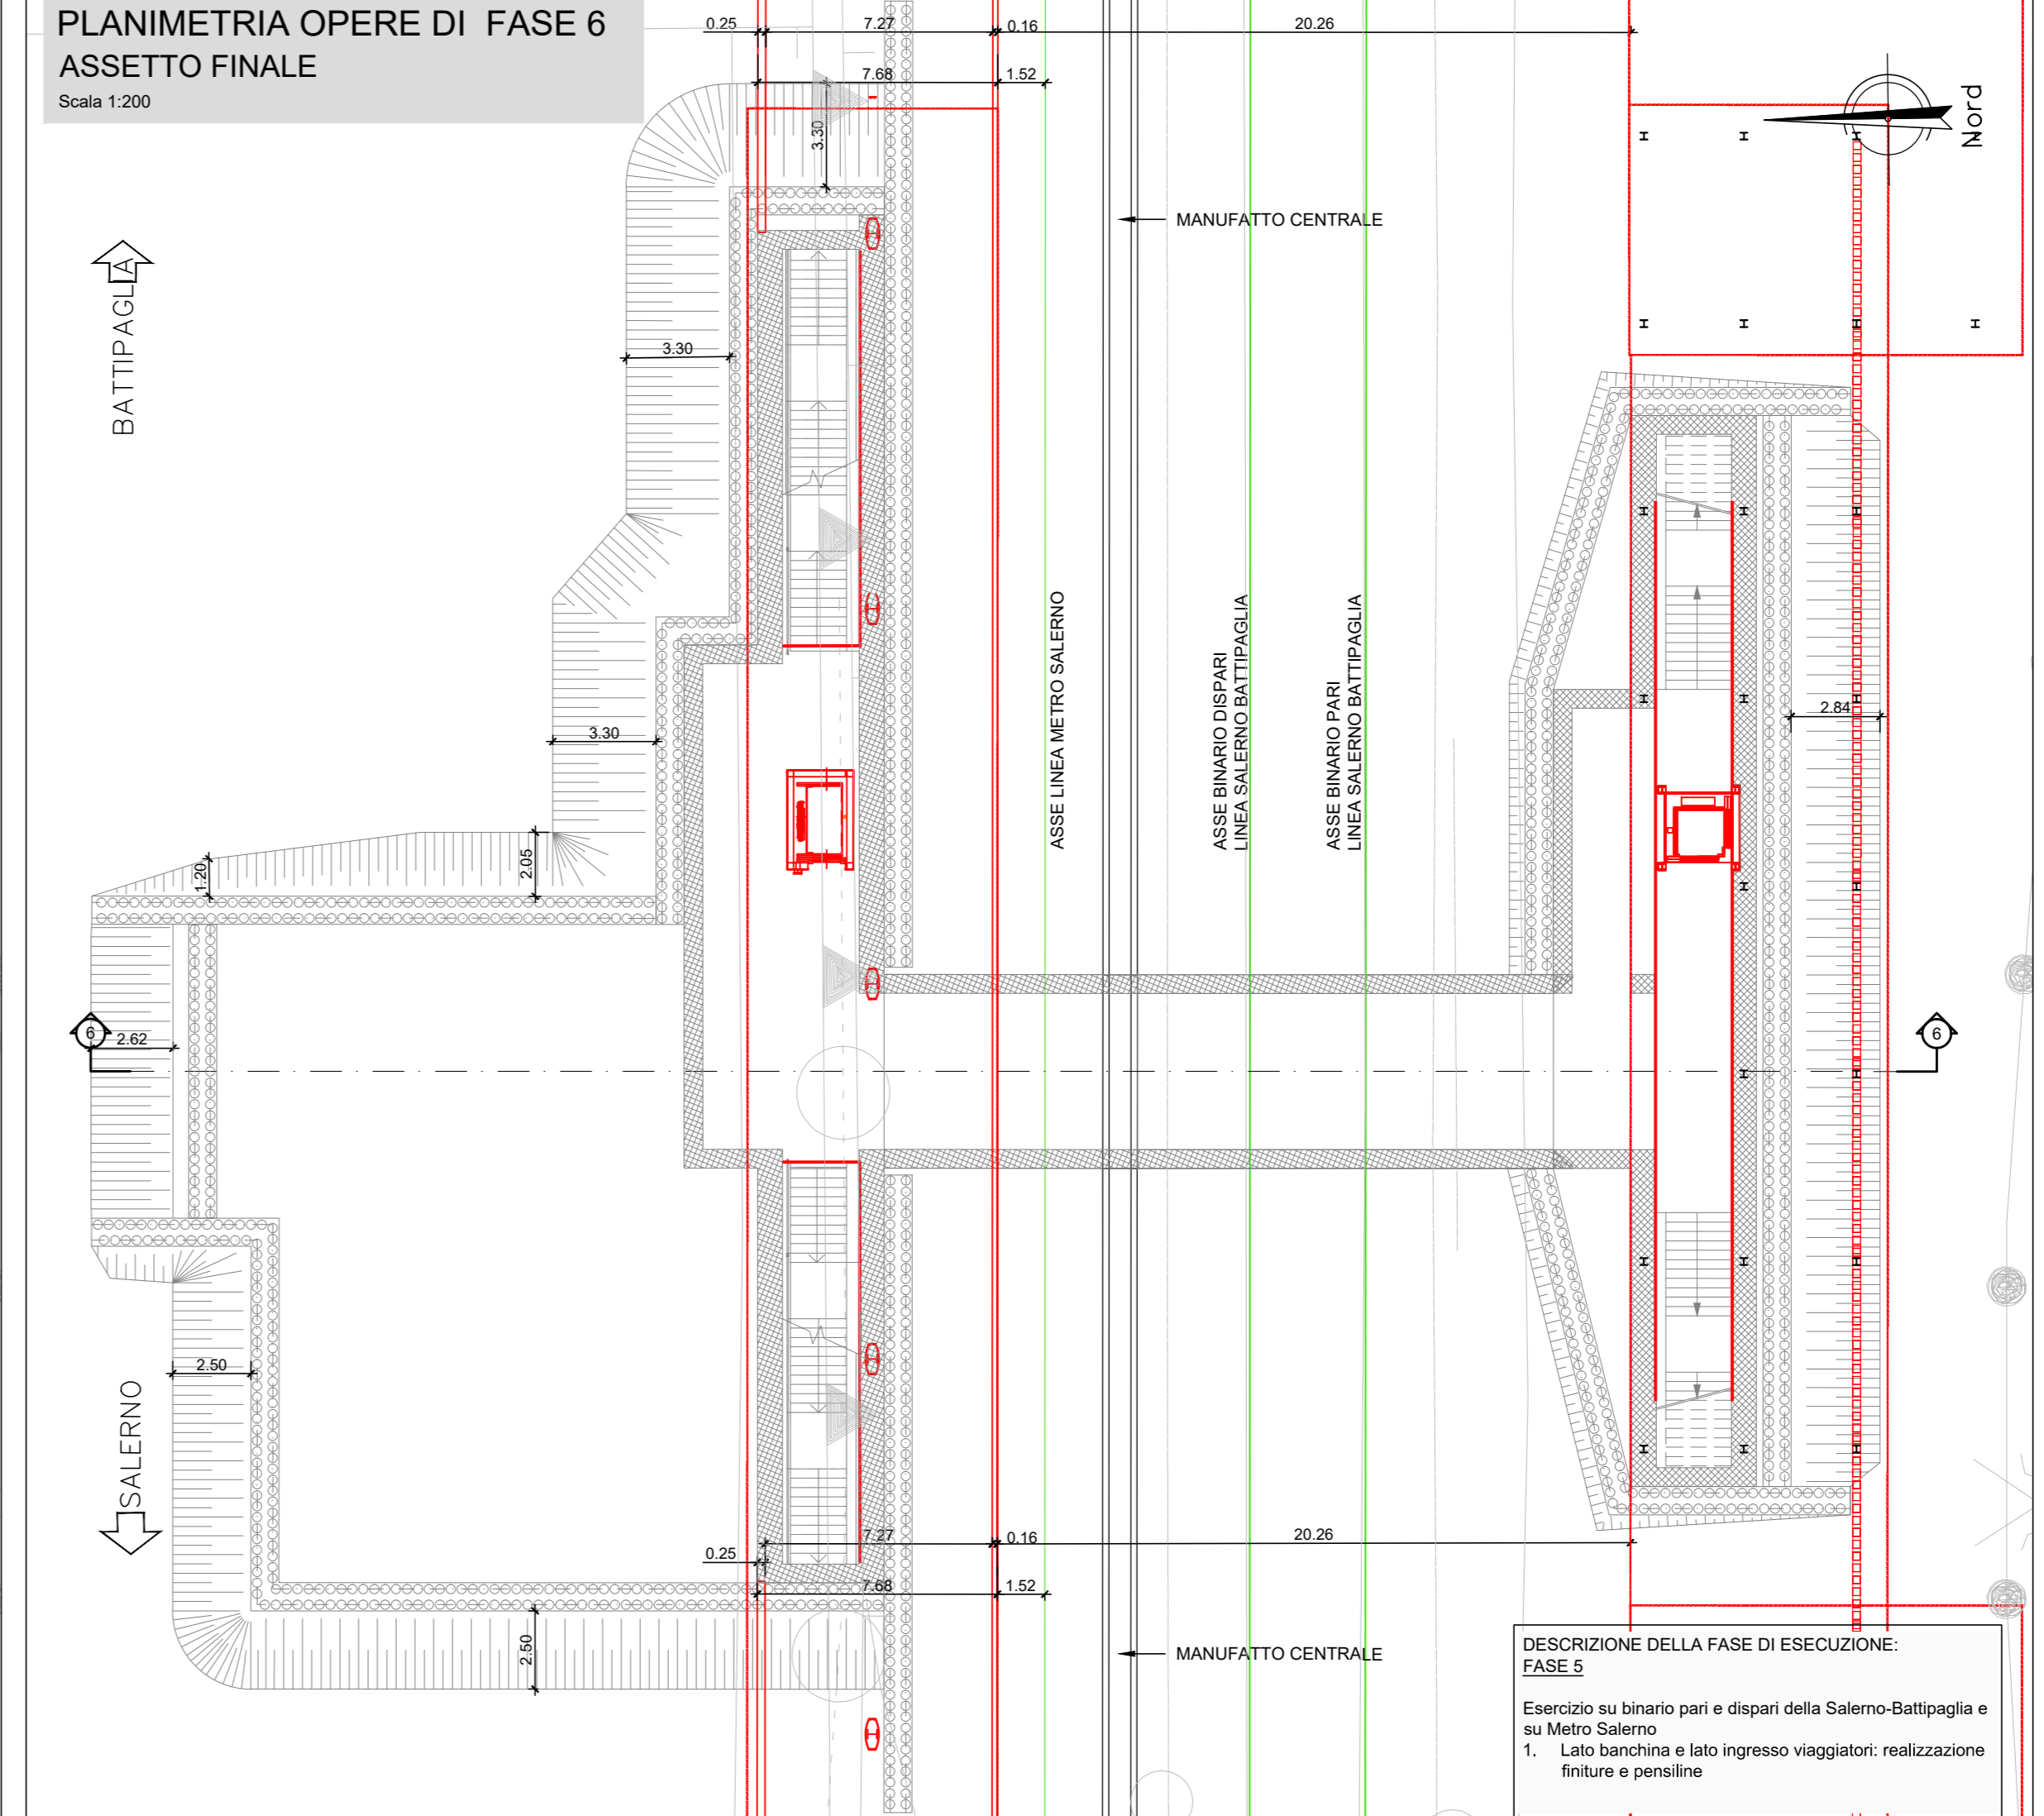 PLANIMETRIA OPERE DI FASE 6
ASSETTO FINALE
Scala 1:200
0.25
7.27
0.16
20.26
7.68
1.52
3.30
Nord
MANUFATTO CENTRALE
BATTIPAGLIA
3.30
ASSE LINEA METRO SALERNO
ASSE BINARIO DISPARI
LINEA SALERNO BATTIPAGLIA
ASSE BINARIO PARI
LINEA SALERNO BATTIPAGLIA
2.84
3.30
1.20
2.05
6
2.62
6
2.50
SALERNO
7.27
0.16
20.26
0.25
7.68
1.52
2.50
MANUFATTO CENTRALE
DESCRIZIONE DELLA FASE DI ESECUZIONE:
FASE 5
Esercizio su binario pari e dispari della Salerno-Battipaglia e
su Metro Salerno
1. Lato banchina e lato ingresso viaggiatori: realizzazione
finiture e pensiline